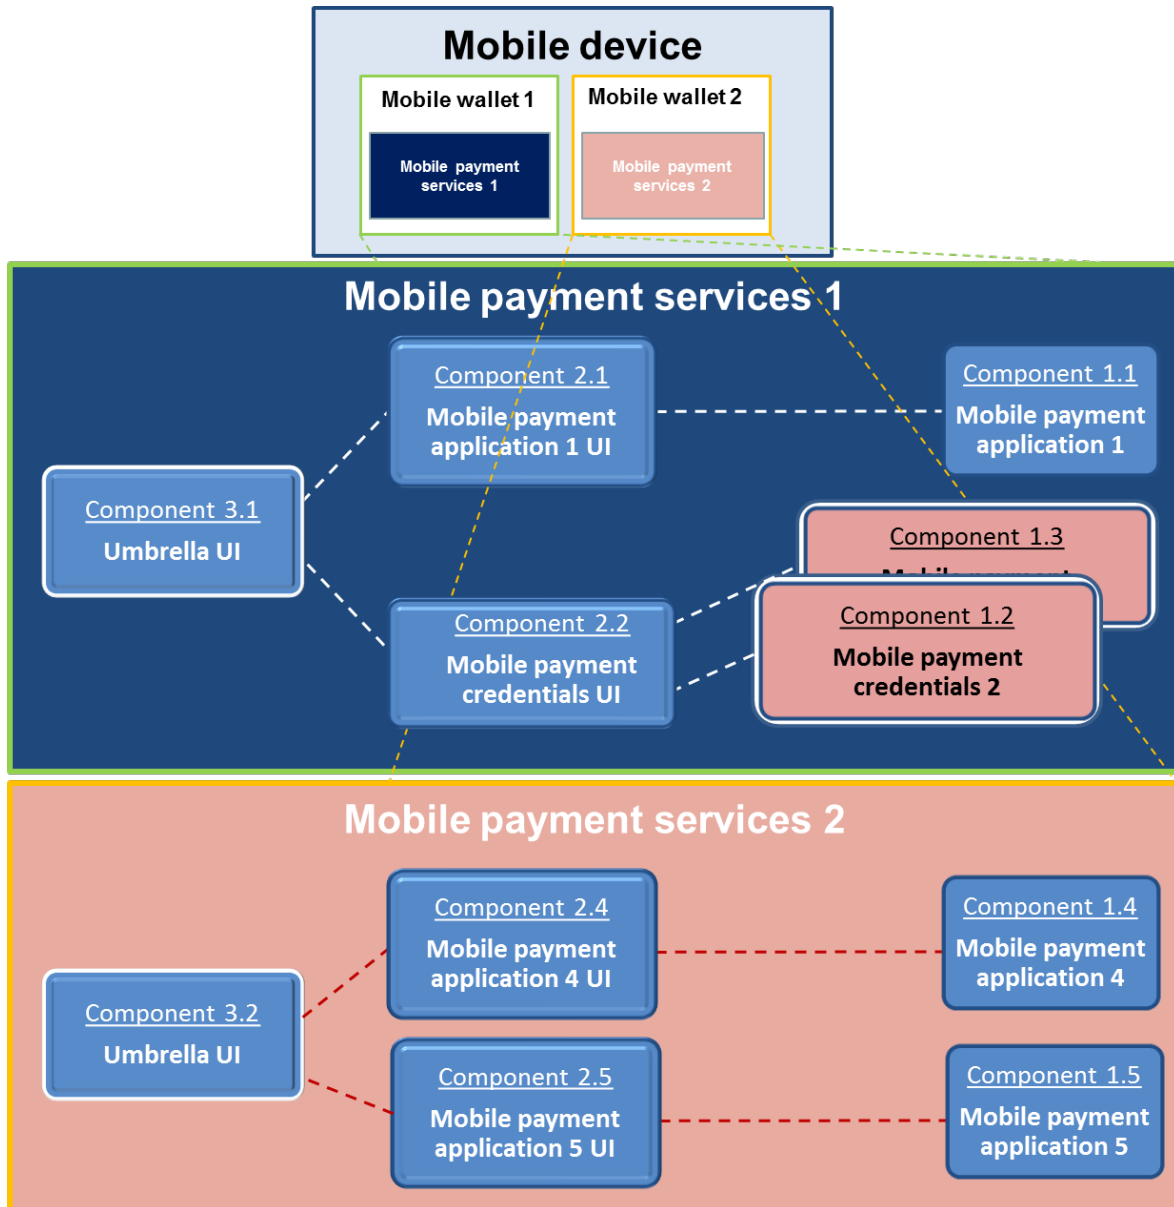 Mobile device
Mobile wallet 1
Mobile wallet 2
Mobile payment
services 1
Mobile payment
services 2
Mobile payment services 1
Component 2.1
Mobile payment
application 1 UI
Component 1.1
Mobile payment
application 1
Component 3.1
Umbrella UI
Component 1.3
Mobile payment
Component 2.2
Mobile payment
credentials UI
Component 1.2
Mobile payment
credentials 2
Mobile payment services 2
Component 2.4
Mobile payment
application 4 UI
Component 1.4
Mobile payment
application 4
Component 3.2
Umbrella UI
Component 2.5
Mobile payment
application 5 UI
Component 1.5
Mobile payment
application 5